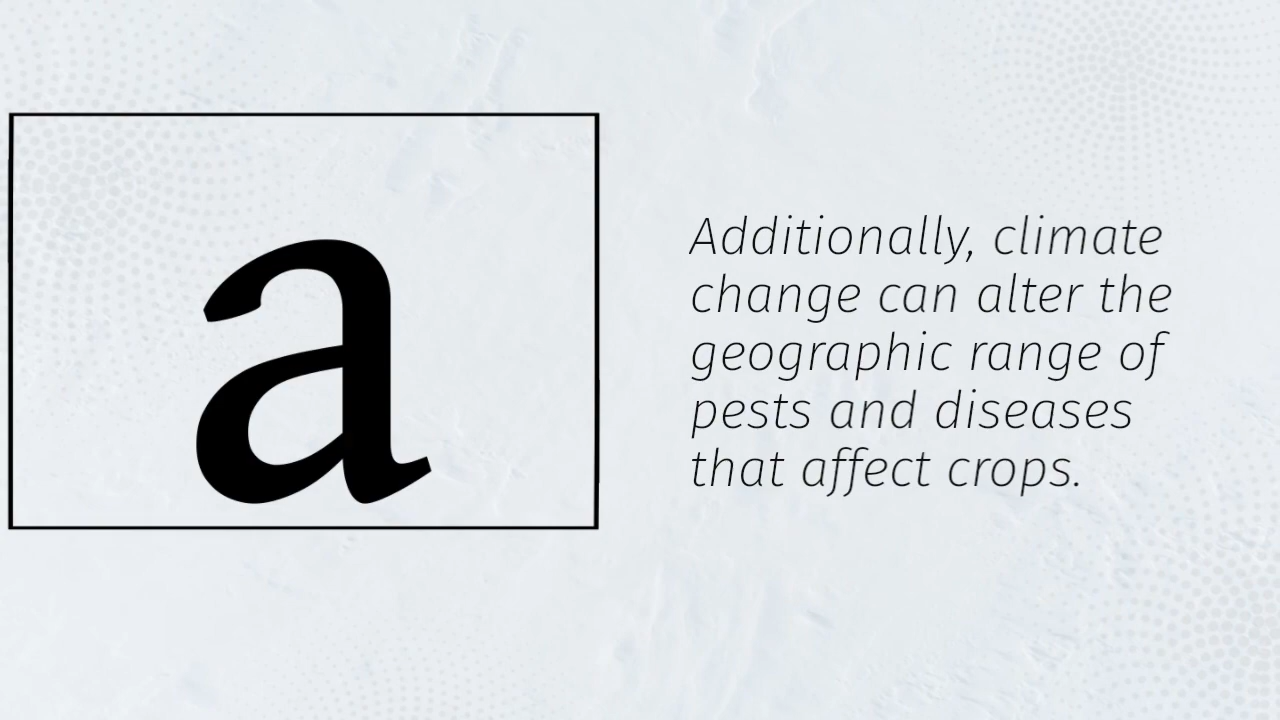 a
Additionally, climate
change can alter the
geographic range of
pests and diseases
that affect crops.